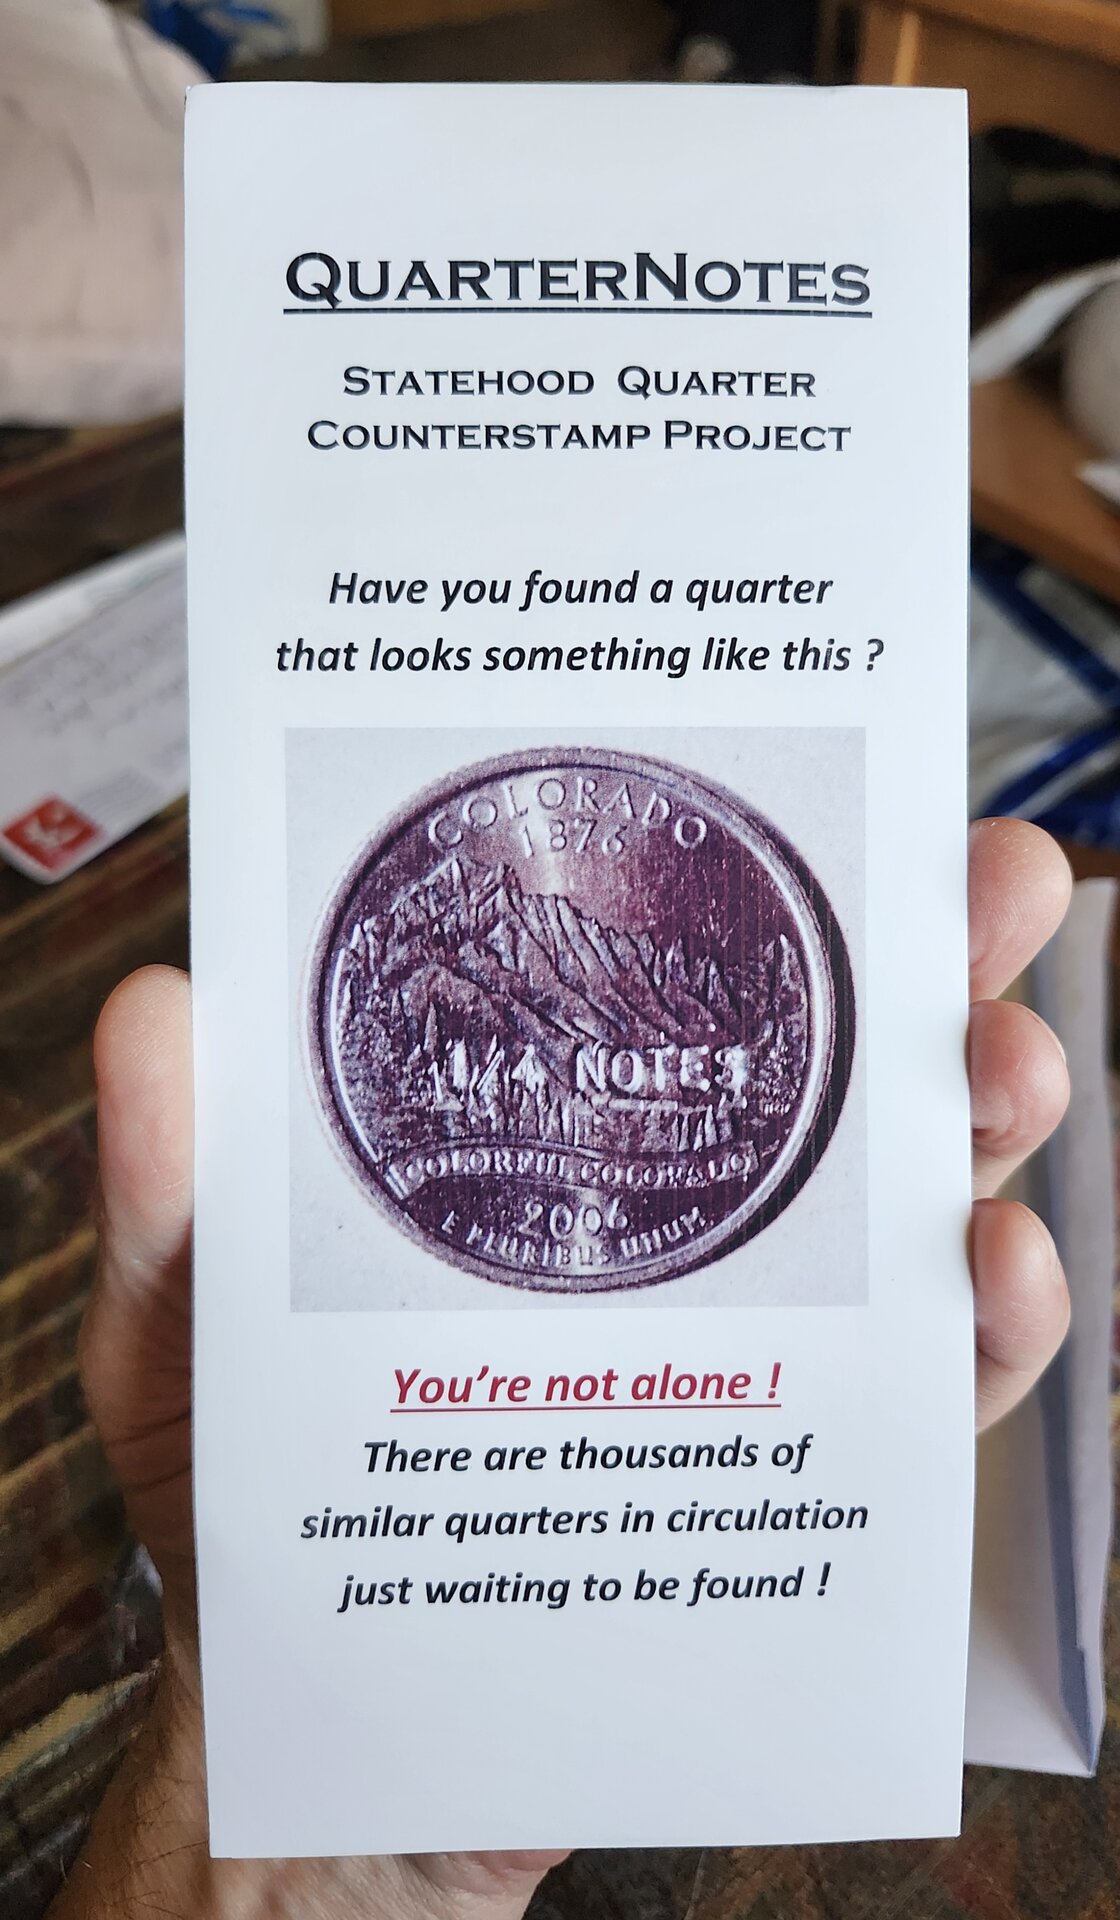 QUARTERNOTES
STATEHOOD QUARTER
COUNTERSTAMP PROJECT
Have you found a quarter
that looks something like this ?
COLORADO
1876
1/4 NOTES
COLORFUL COLORADO
2006
E PLURIBUS UNUM
You're not alone !
There are thousands of
similar quarters in circulation
just waiting to be found !